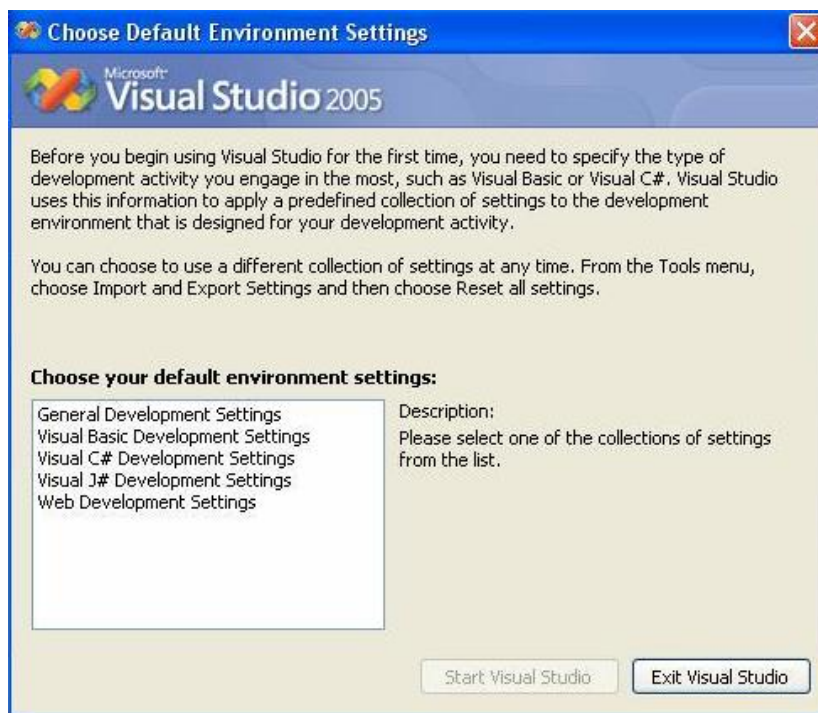 Choose Default Environment Settings
Microsoft
Visual Studio 2005
Before you begin using Visual Studio for the first time, you need to specify the type of
development activity you engage in the most, such as Visual Basic or Visual C#. Visual Studio
uses this information to apply a predefined collection of settings to the development
environment that is designed for your development activity.
You can choose to use a different collection of settings at any time. From the Tools menu,
choose Import and Export Settings and then choose Reset all settings.
Choose your default environment settings:
General Development Settings
Visual Basic Development Settings
Visual C# Development Settings
Visual J# Development Settings
Web Development Settings
Description:
Please select one of the collections of settings
from the list.
Start Visual Studio
Exit Visual Studio